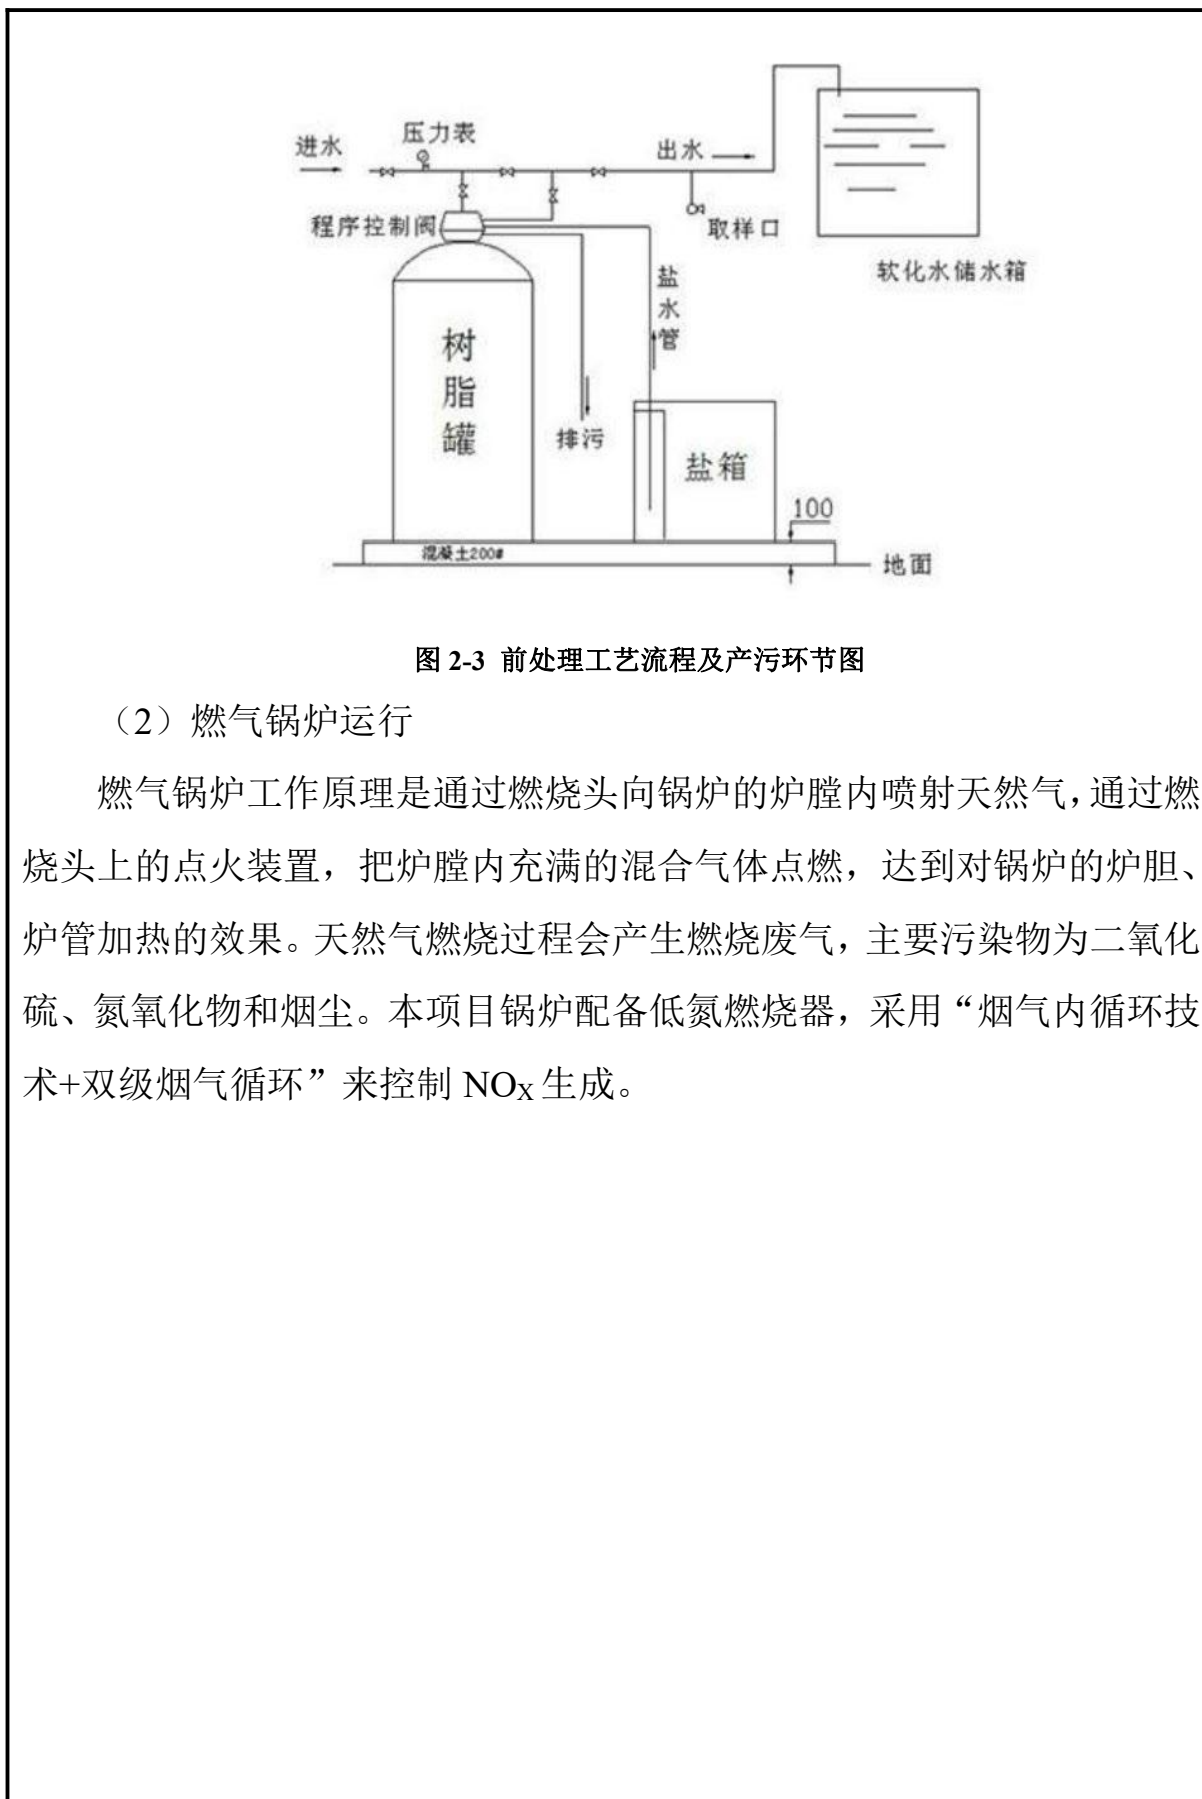 进水
压力表
出水
程序控制阀
取样口
软化水储水箱
盐水管
树脂罐
排污
盐箱
100
混凝土200#
地面
图 2-3 前处理工艺流程及产污环节图
（2）燃气锅炉运行
燃气锅炉工作原理是通过燃烧头向锅炉的炉膛内喷射天然气，通过燃
烧头上的点火装置，把炉膛内充满的混合气体点燃，达到对锅炉的炉胆、
炉管加热的效果。天然气燃烧过程会产生燃烧废气，主要污染物为二氧化
硫、氮氧化物和烟尘。本项目锅炉配备低氮燃烧器，采用“烟气内循环技
术+双级烟气循环”来控制 NOX 生成。